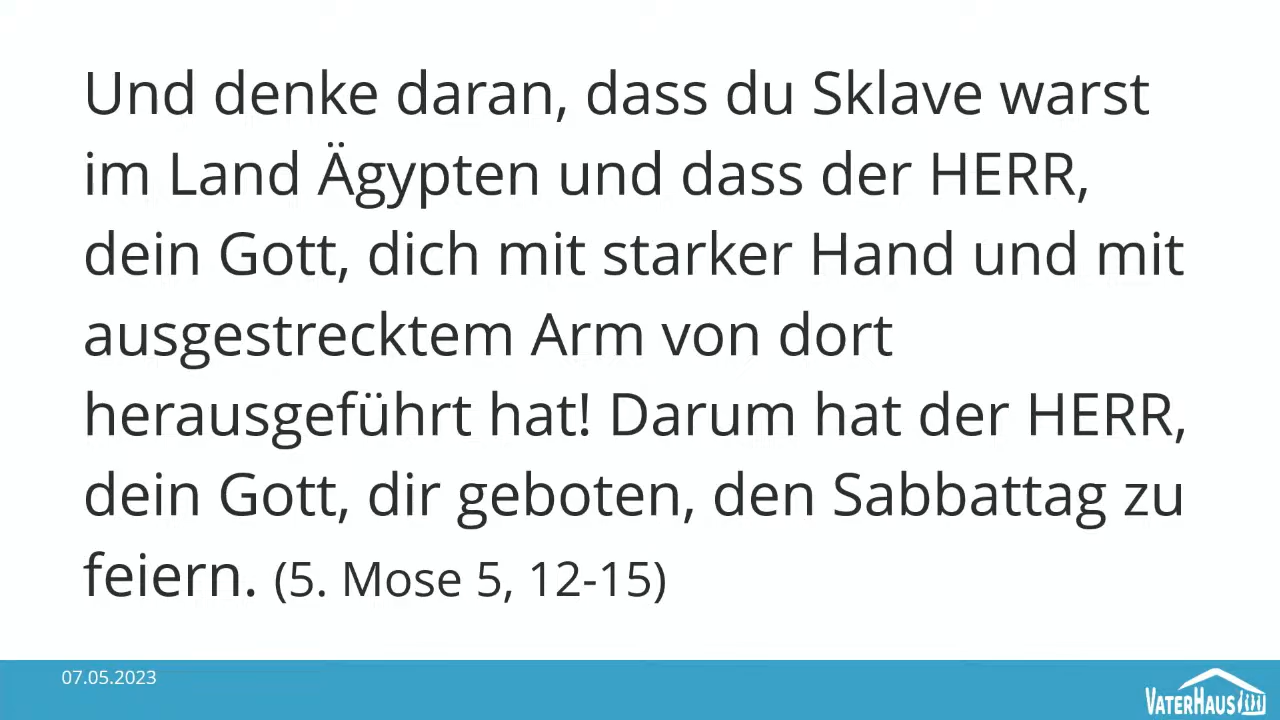 Und denke daran, dass du Sklave warst
im Land Ägypten und dass der HERR,
dein Gott, dich mit starker Hand und mit
ausgestrecktem Arm von dort
herausgeführt hat! Darum hat der HERR,
dein Gott, dir geboten, den Sabbattag zu
feiern. (5. Mose 5, 12-15)
07.05.2023
VATERHAUS